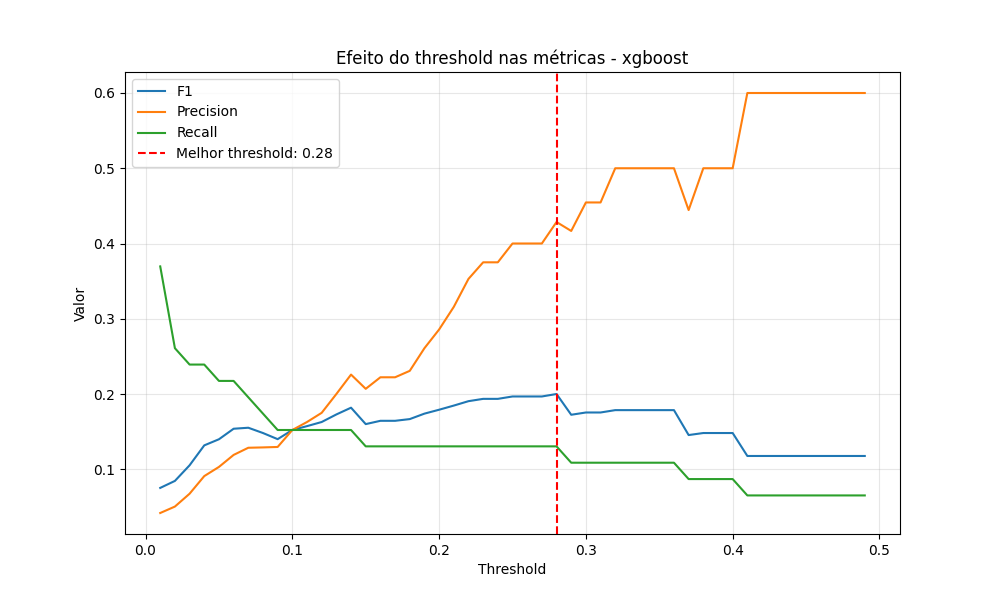 Efeito do threshold nas métricas - xgboost
F1
Precision
Recall
Melhor threshold: 0.28
0.6
0.5
0.4
0.3
0.2
0.1
Valor
0.0 0.1 0.2 0.3 0.4 0.5
Threshold